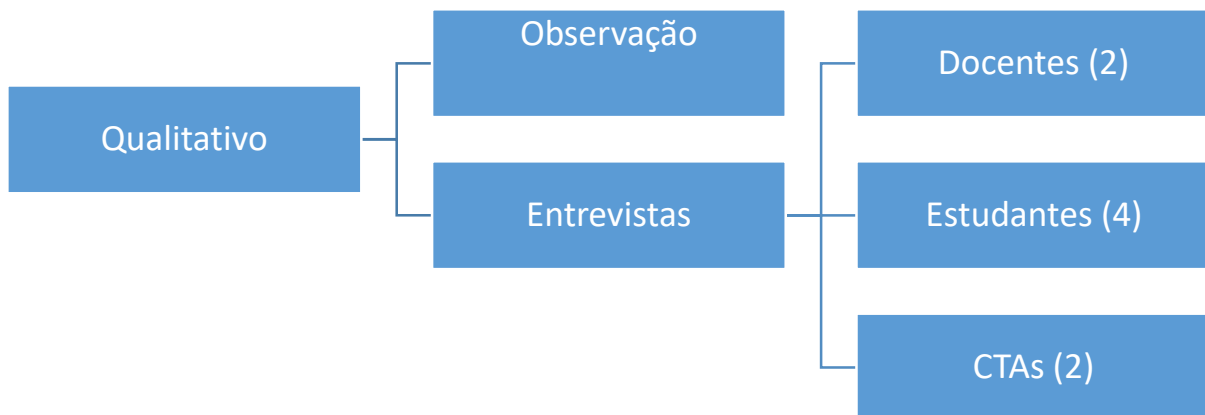 Qualitativo
Observação
Entrevistas
Docentes (2)
Estudantes (4)
CTAs (2)